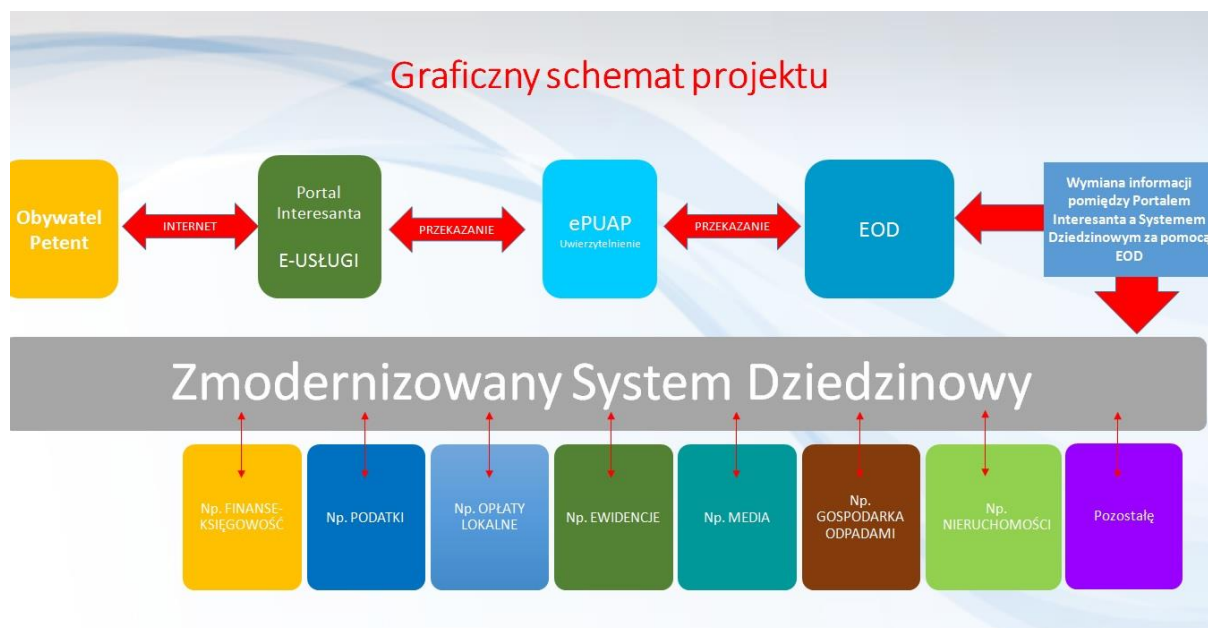 Graficzny schemat projektu
Obywatel
Petent
INTERNET
Portal
Interesanta
E-USŁUGI
PRZEKAZANIE
ePUAP
Uwierzytelnienie
PRZEKAZANIE
EOD
Wymiana informacji
pomiędzy Portalem
Interesanta a Systemem
Dziedzinowym za pomocą
EOD
Zmodernizowany System Dziedzinowy
Np. FINANSE-
KSIĘGOWOŚĆ
Np. PODATKI
Np. OPŁATY
LOKALNE
Np. EWIDENCJE
Np. MEDIA
Np.
GOSPODARKA
ODPADAMI
Np.
NIERUCHOMOŚCI
Pozostałę